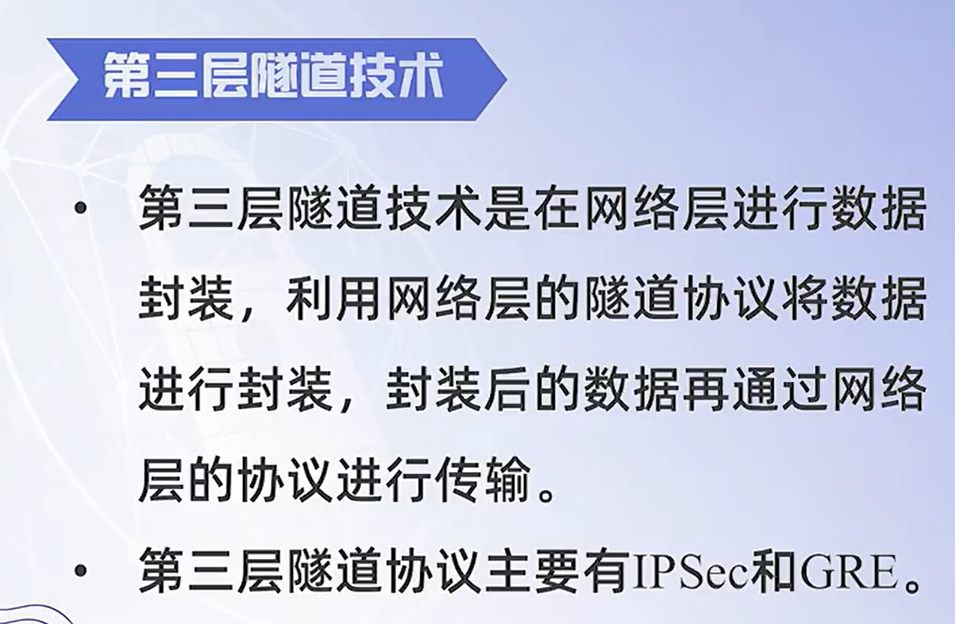 第三层隧道技术
• 第三层隧道技术是在网络层进行数据
封装，利用网络层的隧道协议将数据
进行封装，封装后的数据再通过网络
层的协议进行传输。
• 第三层隧道协议主要有IPSec和GRE。